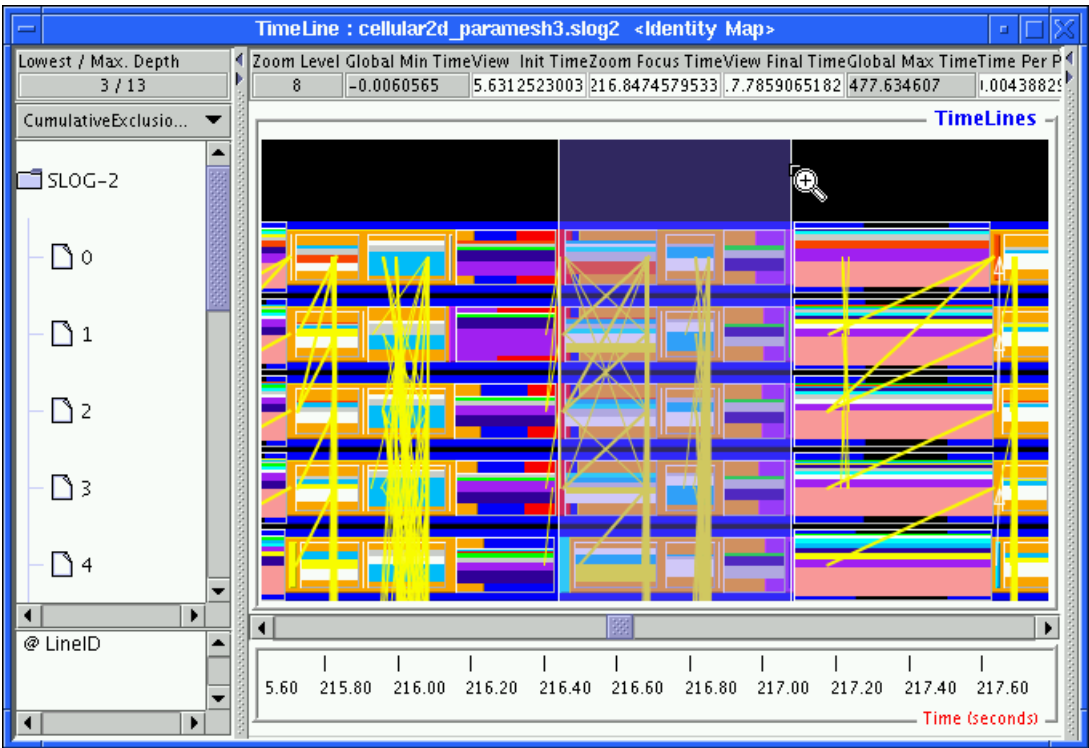 TimeLine : cellular2d_paramesh3.slog2 <Identity Map>
Lowest / Max. Depth
3 / 13
CumulativeExclusio...
Zoom Level Global Min Time View Init Time Zoom Focus Time View Final Time Global Max Time Time Per P
8 -0.0060565 5.6312523003 216.8474579533 .7.7859065182 477.634607 .00438829
TimeLines
SLOG-2
0
1
2
3
4
4
4
4
@ LineID
5.60 215.80 216.00 216.20 216.40 216.60 216.80 217.00 217.20 217.40 217.60
Time (seconds)